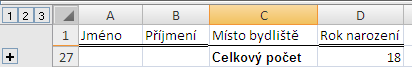 1 2 3 A B C D
1 Jméno Příjmení Místo bydliště Rok narození
+ 27 Celkový počet 18